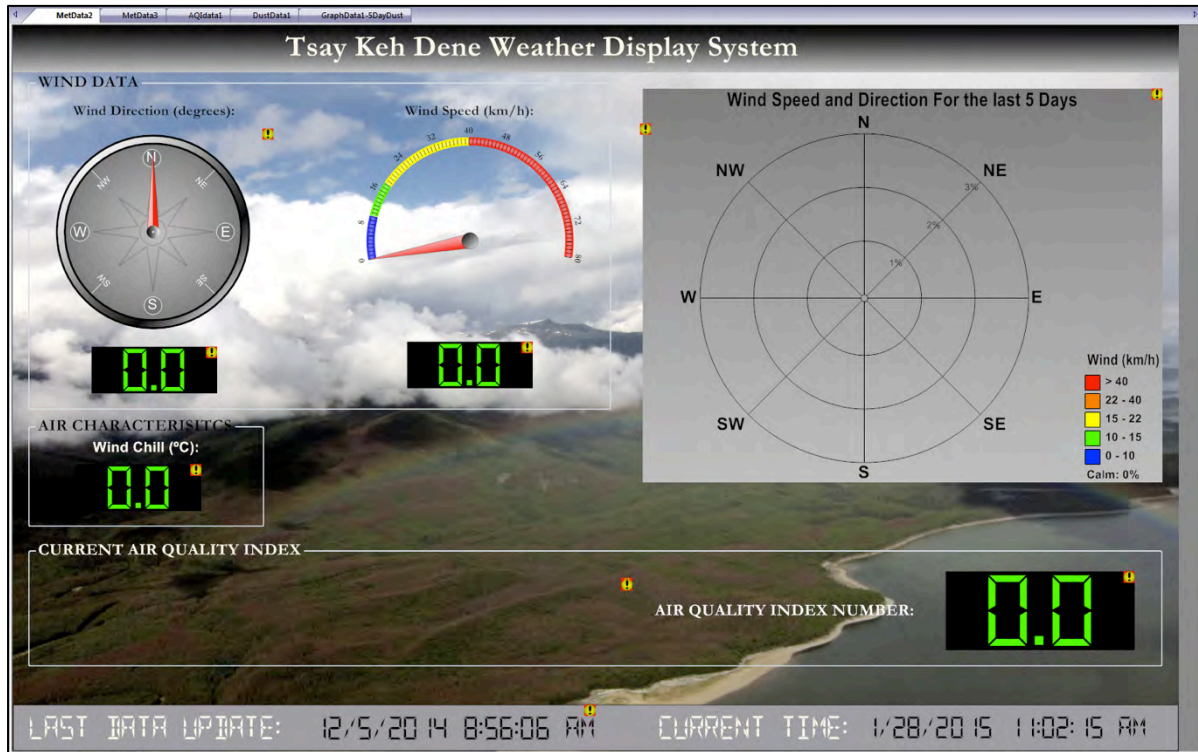 MetData2 MetData3 AQIdata1 DustData1 GraphData1-5DayDust
Tsay Keh Dene Weather Display System
WIND DATA
Wind Direction (degrees):
N
NE
E
SE
S
SW
W
NW
0.0
Wind Speed (km/h):
0 8 16 24 32 40 48 56 64 72 80
0.0
Wind Speed and Direction For the last 5 Days
N
NW NE
3%
2%
1%
W E
SW SE
S
Wind (km/h)
> 40
22 - 40
15 - 22
10 - 15
0 - 10
Calm: 0%
AIR CHARACTERISITCS
Wind Chill (ºC):
0.0
CURRENT AIR QUALITY INDEX
AIR QUALITY INDEX NUMBER:
0.0
LAST DATA UPDATE: 12/5/2014 8:56:06 AM CURRENT TIME: 1/28/2015 11:02:15 AM